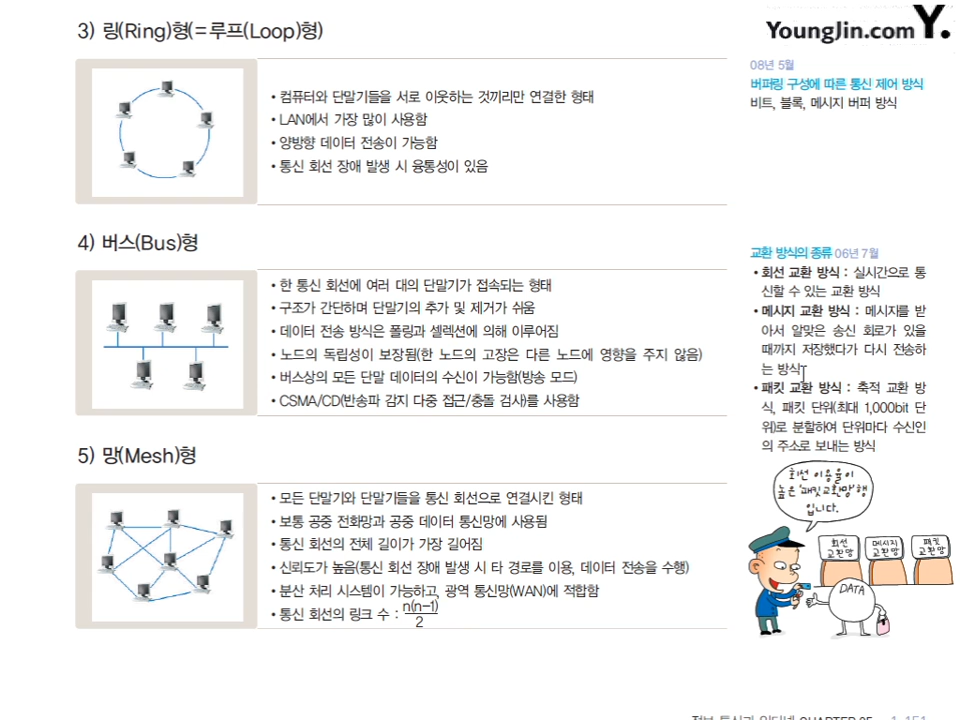 3) 링(Ring)형(=루프(Loop)형)
• 컴퓨터와 단말기들을 서로 이웃하는 것끼리만 연결한 형태
• LAN에서 가장 많이 사용함
• 양방향 데이터 전송이 가능함
• 통신 회선 장애 발생 시 융통성이 있음
4) 버스(Bus)형
• 한 통신 회선에 여러 대의 단말기가 접속되는 형태
• 구조가 간단하며 단말기의 추가 및 제거가 쉬움
• 데이터 전송 방식은 폴링과 셀렉션에 의해 이루어짐
• 노드의 독립성이 보장됨(한 노드의 고장은 다른 노드에 영향을 주지 않음)
• 버스상의 모든 단말 데이터의 수신이 가능함(방송 모드)
• CSMA/CD(반송파 감지 다중 접근/충돌 검사)를 사용함
5) 망(Mesh)형
• 모든 단말기와 단말기들을 통신 회선으로 연결시킨 형태
• 보통 공중 전화망과 공중 데이터 통신망에 사용됨
• 통신 회선의 전체 길이가 가장 길어짐
• 신뢰도가 높음(통신 회선 장애 발생 시 타 경로를 이용, 데이터 전송을 수행)
• 분산 처리 시스템이 가능하고, 광역 통신망(WAN)에 적합함
• 통신 회선의 링크 수 : n(n-1)/2
YoungJin.com Y.
08년 5월
버퍼링 구성에 따른 통신 제어 방식
비트, 블록, 메시지 버퍼 방식
교환 방식의 종류 06년 7월
• 회선 교환 방식 : 실시간으로 통
신할 수 있는 교환 방식
• 메시지 교환 방식 : 메시지를 받
아서 알맞은 송신 회로가 있을
때까지 저장했다가 다시 전송하
는 방식
• 패킷 교환 방식 : 축적 교환 방
식, 패킷 단위(최대 1,000bit 단
위)로 분할하여 단위마다 수신인
의 주소로 보내는 방식
회선 이용율이
높은 '패킷교환망'행
입니다.
회선
교환망
메시지
교환망
패킷
교환망
DATA